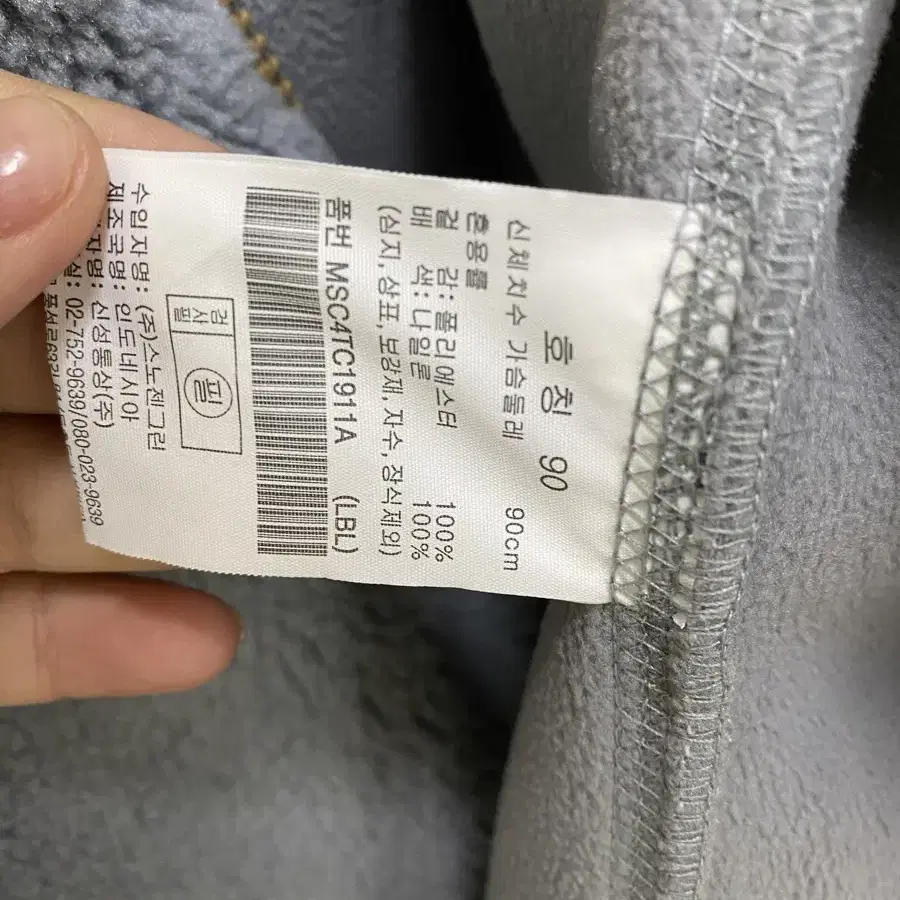 호칭 90
신체치수 가슴둘레 90cm
혼용률
겉 감:폴리에스터 100%
배 색:나일론 100%
(심지,상표,보강재,자수,장식제외)
품번 MSC4TC1911A (LBL)
검사필
필
수입자명: (주)스노젠그린
제조국명: 인도네시아
자명: 신성통상(주)
실: 02-752-9639/080-023-9639